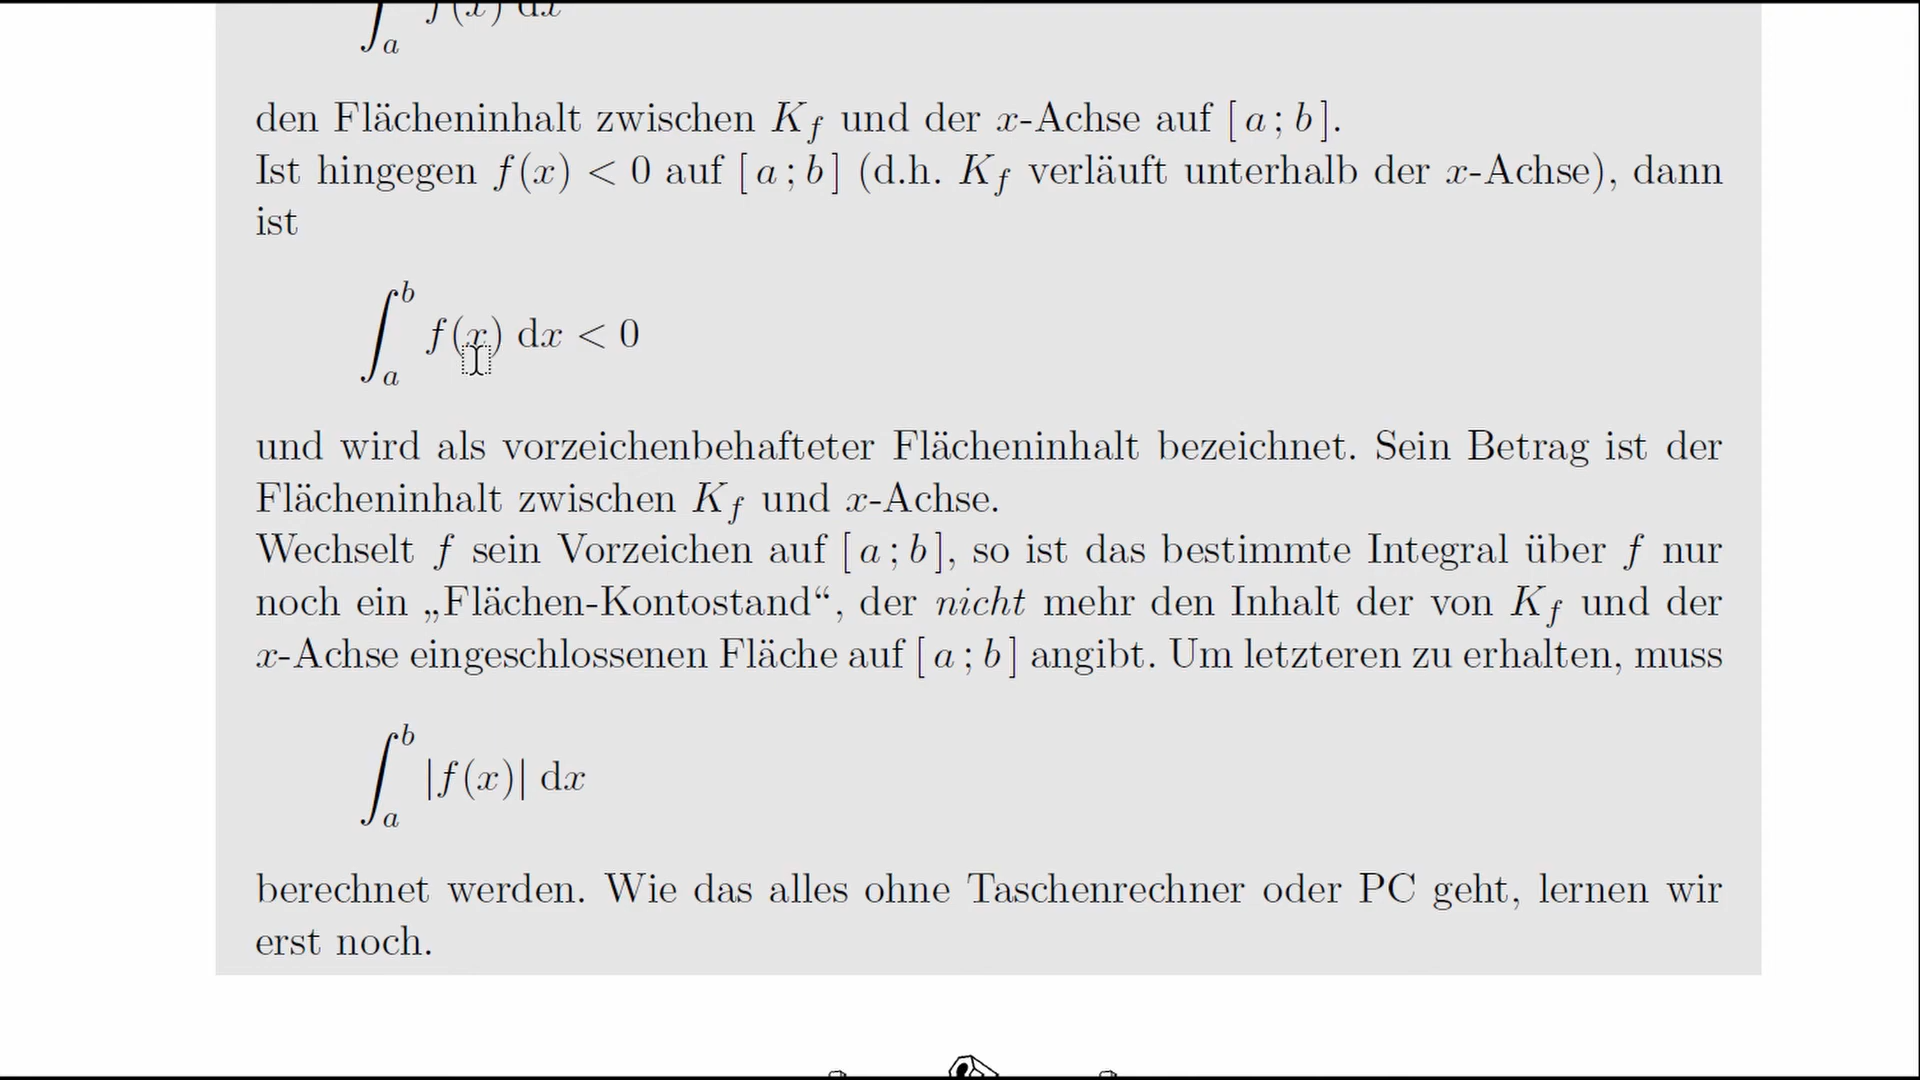 ∫_a f(x) dx
den Flächeninhalt zwischen K_f und der x-Achse auf [a; b].
Ist hingegen f(x) < 0 auf [a; b] (d.h. K_f verläuft unterhalb der x-Achse), dann
ist
∫_a^b f(x) dx < 0
und wird als vorzeichenbehafteter Flächeninhalt bezeichnet. Sein Betrag ist der
Flächeninhalt zwischen K_f und x-Achse.
Wechselt f sein Vorzeichen auf [a; b], so ist das bestimmte Integral über f nur
noch ein „Flächen-Kontostand“, der nicht mehr den Inhalt der von K_f und der
x-Achse eingeschlossenen Fläche auf [a; b] angibt. Um letzteren zu erhalten, muss
∫_a^b |f(x)| dx
berechnet werden. Wie das alles ohne Taschenrechner oder PC geht, lernen wir
erst noch.